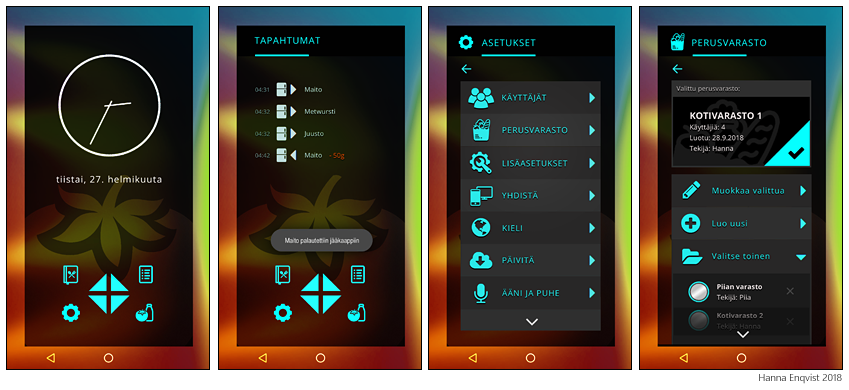 tiistai, 27. helmikuuta
TAPAHTUMAT
04:31 Maito
04:32 Metwursti
04:32 Juusto
04:42 Maito - 50g
Maito palautettiin jääkaappiin
ASETUKSET
KÄYTTÄJÄT
PERUSVARASTO
LISÄASETUKSET
YHDISTÄ
KIELI
PÄIVITÄ
ÄÄNI JA PUHE
PERUSVARASTO
Valittu perusvarasto:
KOTIVARASTO 1
Käyttäjiä: 4
Luotu: 28.9.2018
Tekijä: Hanna
Muokkaa valittua
Luo uusi
Valitse toinen
Piian varasto
Tekijä: Piia
Kotivarasto 2
Tekijä: Hanna
Hanna Enqvist 2018